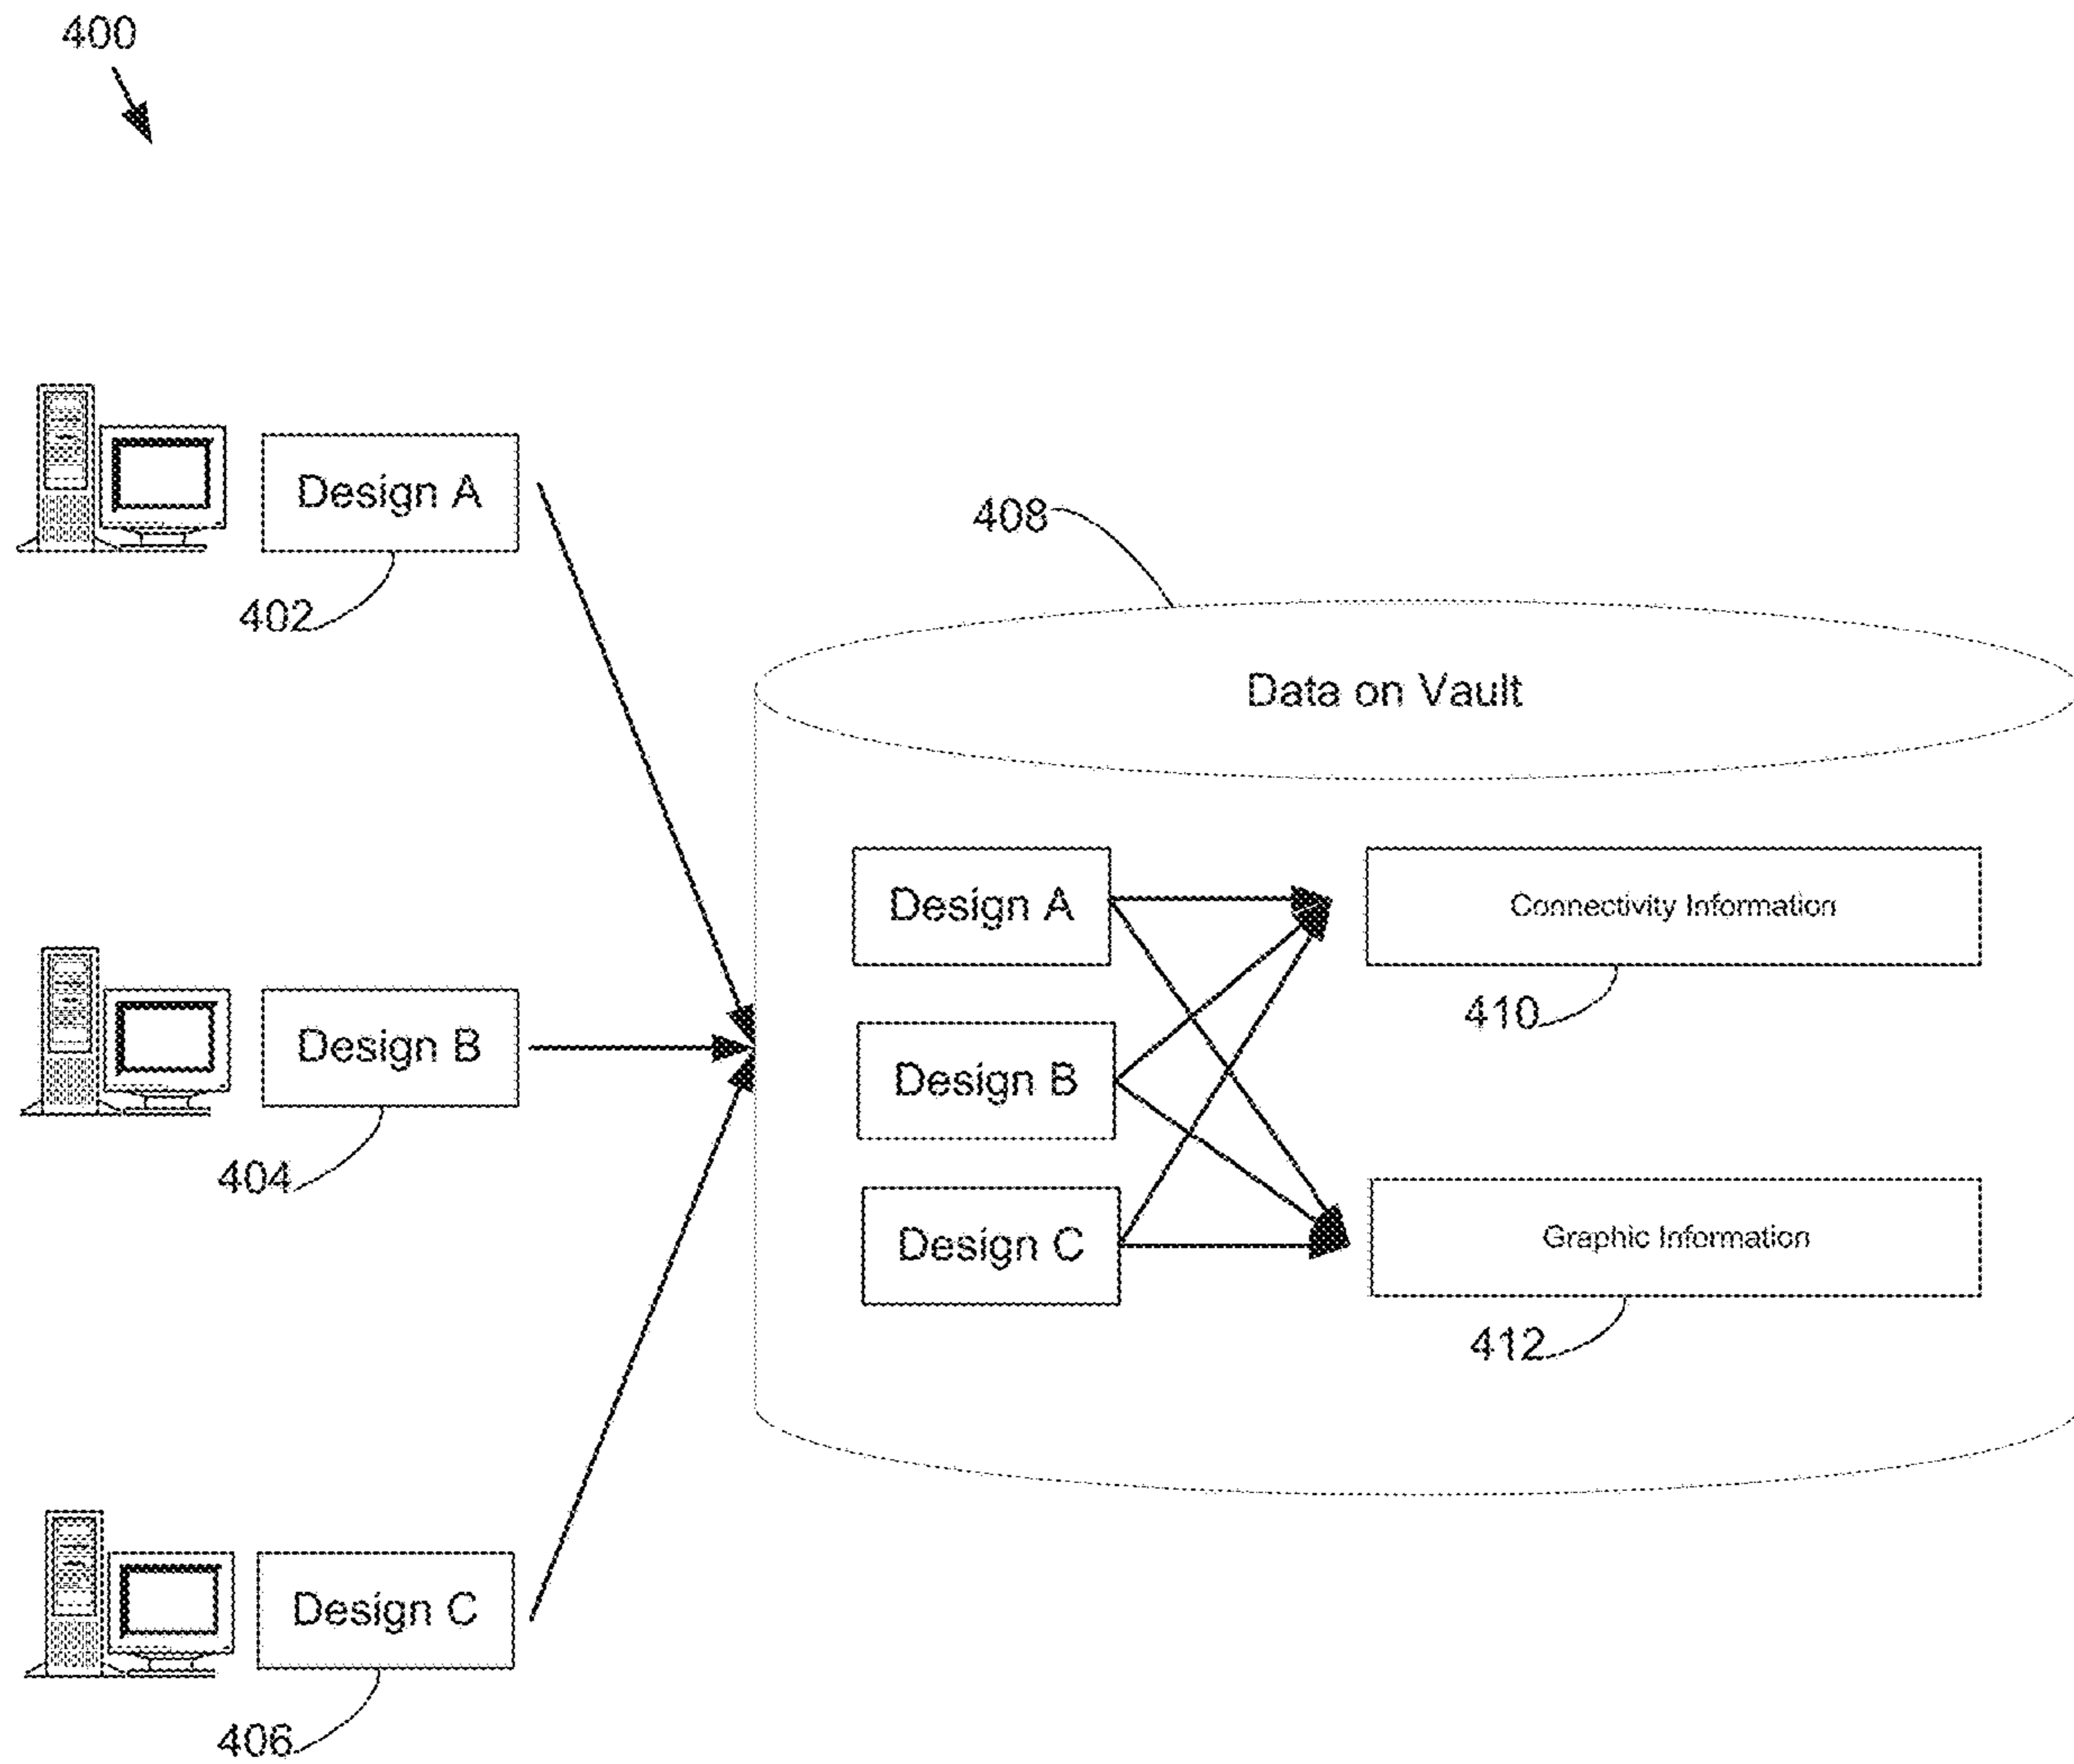 400
Design A
402
408
Data on Vault
Design A
Connectivity Information
410
Design B
404
Design B
Design C
Graphic Information
412
Design C
406